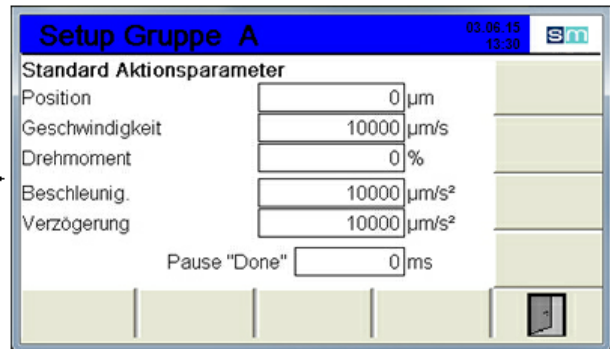 Setup Gruppe A
03.06.15
13:30
sm
Standard Aktionsparameter
Position 0 µm
Geschwindigkeit 10000 µm/s
Drehmoment 0 %
Beschleunig. 10000 µm/s²
Verzögerung 10000 µm/s²
Pause "Done" 0 ms